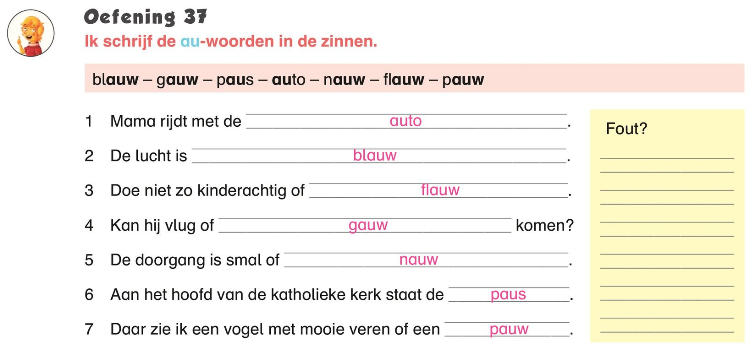 Oefening 37
Ik schrijf de au-woorden in de zinnen.
blauw – gauw – paus – auto – nauw – flauw – pauw
1 Mama rijdt met de auto.
2 De lucht is blauw.
3 Doe niet zo kinderachtig of flauw.
4 Kan hij vlug of gauw komen?
5 De doorgang is smal of nauw.
6 Aan het hoofd van de katholieke kerk staat de paus.
7 Daar zie ik een vogel met mooie veren of een pauw.
Fout?